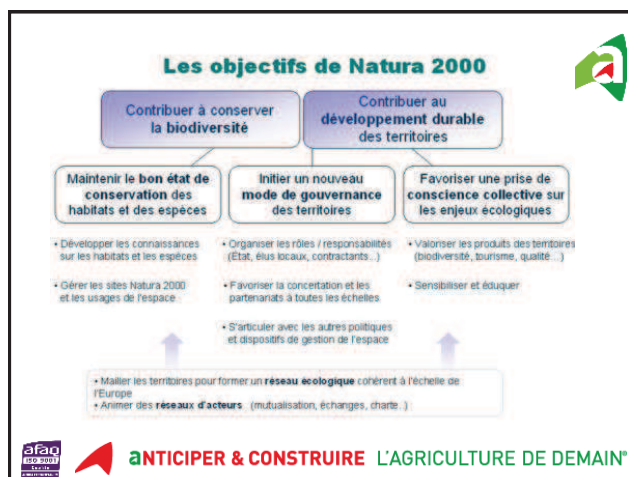 Les objectifs de Natura 2000
Contribuer à conserver
la biodiversité
Contribuer au
développement durable
des territoires
Maintenir le bon état de
conservation des
habitats et des espèces
Initier un nouveau
mode de gouvernance
des territoires
Favoriser une prise de
conscience collective sur
les enjeux écologiques
• Développer les connaissances
sur les habitats et les espèces
• Gérer les sites Natura 2000
et les usages de l'espace
• Organiser les rôles / responsabilités
(État, élus locaux, contractants...)
• Favoriser la concertation et les
partenariats à toutes les échelles
• S'articuler avec les autres politiques
et dispositifs de gestion de l'espace
• Valoriser les produits des territoires
(biodiversité, tourisme, qualité...)
• Sensibiliser et éduquer
• Mailler les territoires pour former un réseau écologique cohérent à l'échelle de
l'Europe
• Animer des réseaux d'acteurs (mutualisation, échanges, charte...)
afaq
ISO 9001
Qualité
aNTICIPER & CONSTRUIRE L'AGRICULTURE DE DEMAIN®